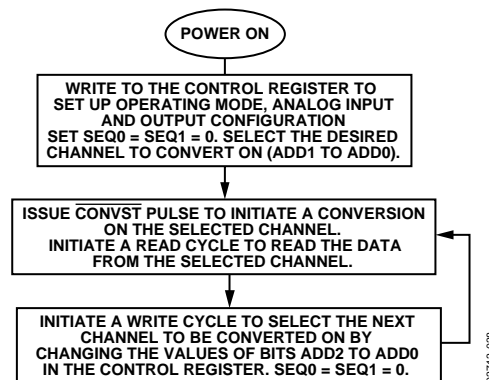 POWER ON
WRITE TO THE CONTROL REGISTER TO
SET UP OPERATING MODE, ANALOG INPUT
AND OUTPUT CONFIGURATION
SET SEQ0 = SEQ1 = 0. SELECT THE DESIRED
CHANNEL TO CONVERT ON (ADD1 TO ADD0).
ISSUE CONVST PULSE TO INITIATE A CONVERSION
ON THE SELECTED CHANNEL.
INITIATE A READ CYCLE TO READ THE DATA
FROM THE SELECTED CHANNEL.
INITIATE A WRITE CYCLE TO SELECT THE NEXT
CHANNEL TO BE CONVERTED ON BY
CHANGING THE VALUES OF BITS ADD2 TO ADD0
IN THE CONTROL REGISTER. SEQ0 = SEQ1 = 0.